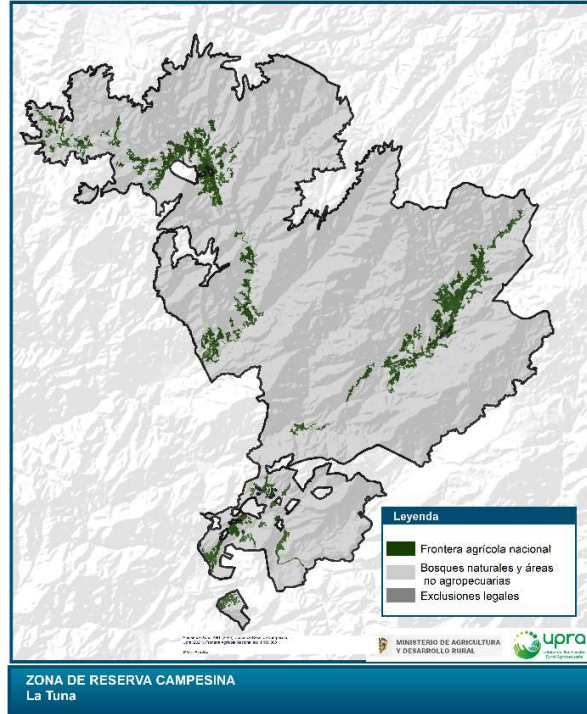 Leyenda
Frontera agrícola nacional
Bosques naturales y áreas
no agropecuarias
Exclusiones legales
MINISTERIO DE AGRICULTURA
Y DESARROLLO RURAL
upra
ZONA DE RESERVA CAMPESINA
La Tuna